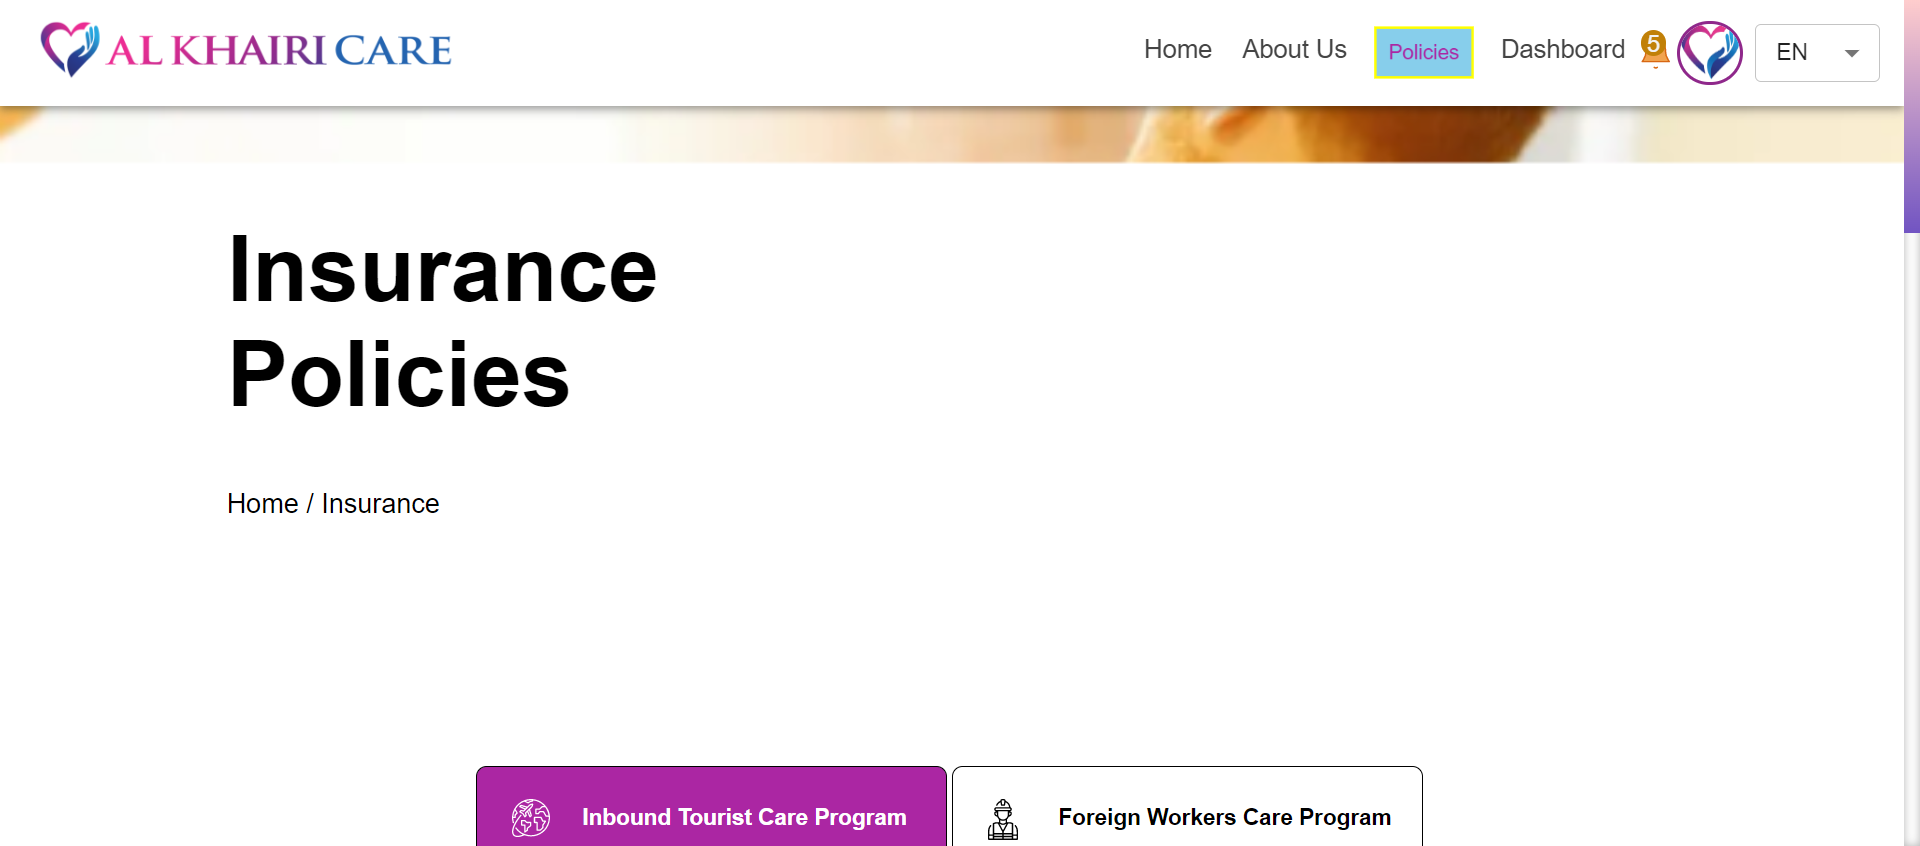 AL KHAIRI CARE
Home
About Us
Policies
Dashboard
5
EN
Insurance
Policies
Home / Insurance
Inbound Tourist Care Program
Foreign Workers Care Program